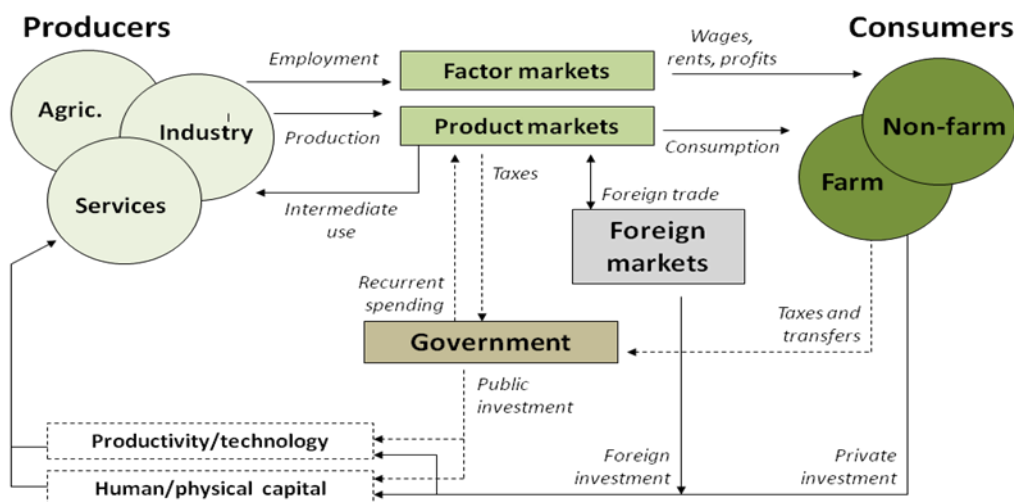 Producers
Consumers
Employment
Factor markets
Wages,
rents, profits
Agric.
Industry
Services
Production
Product markets
Consumption
Non-farm
Farm
Intermediate
use
Taxes
Foreign trade
Foreign
markets
Recurrent
spending
Government
Taxes and
transfers
Public
investment
Productivity/technology
Human/physical capital
Foreign
investment
Private
investment